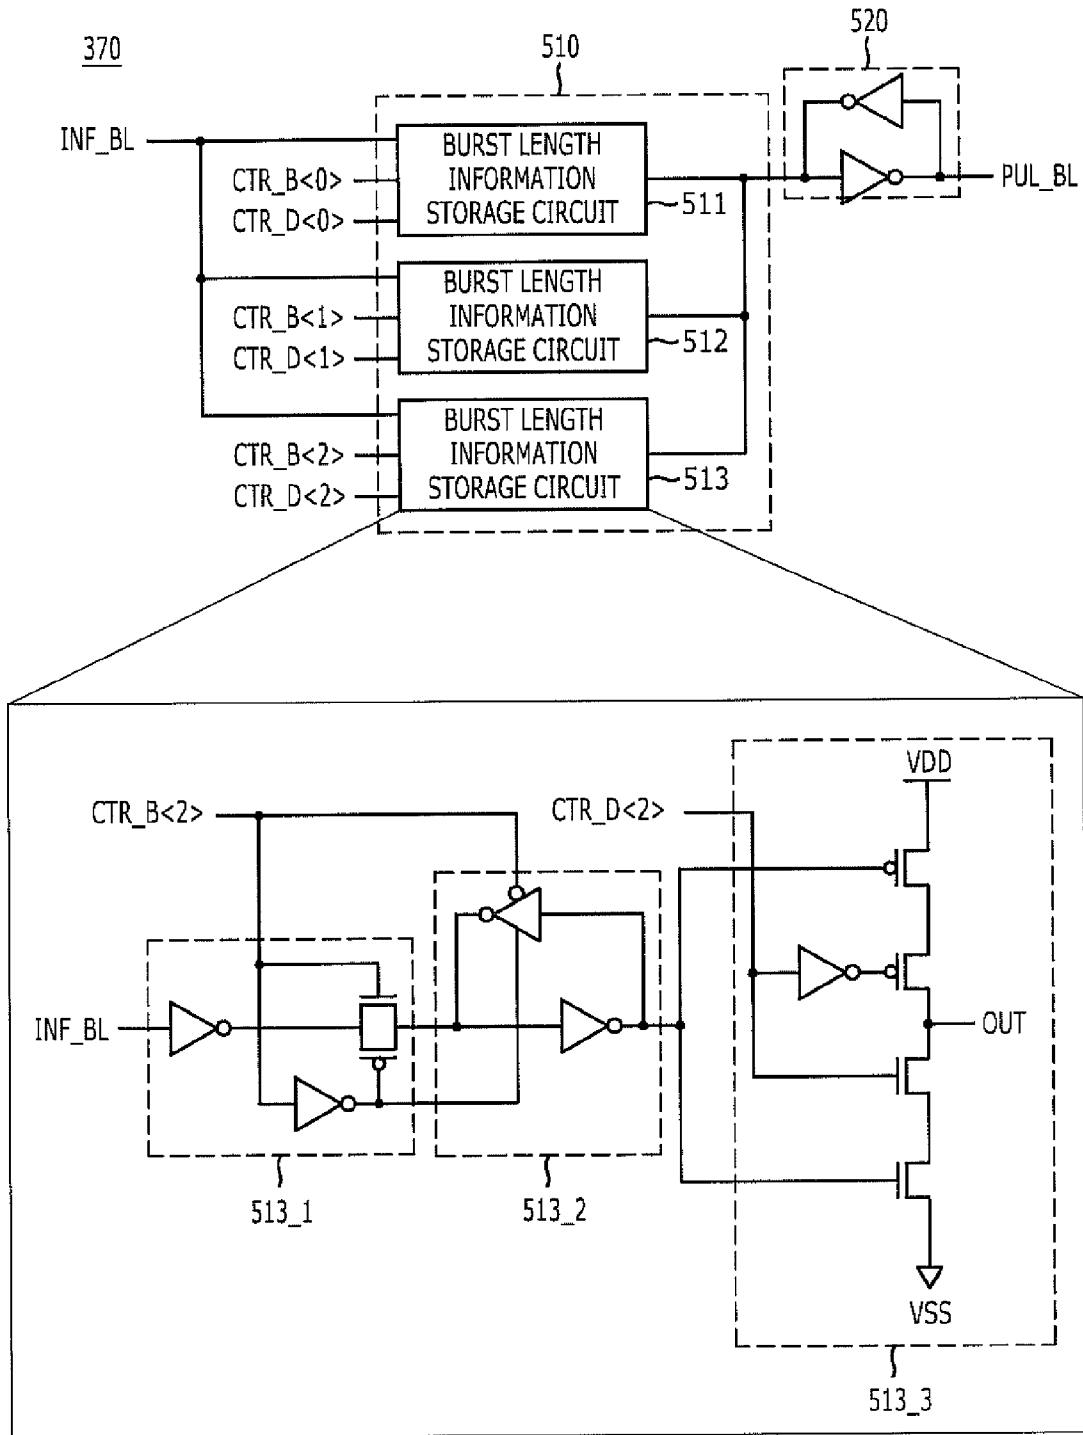 370
510
520
INF_BL
BURST LENGTH
INFORMATION
STORAGE CIRCUIT
CTR_B<0>
CTR_D<0>
511
PUL_BL
BURST LENGTH
INFORMATION
STORAGE CIRCUIT
CTR_B<1>
CTR_D<1>
512
BURST LENGTH
INFORMATION
STORAGE CIRCUIT
CTR_B<2>
CTR_D<2>
513
CTR_B<2>
CTR_D<2>
VDD
INF_BL
OUT
513_1
513_2
VSS
513_3